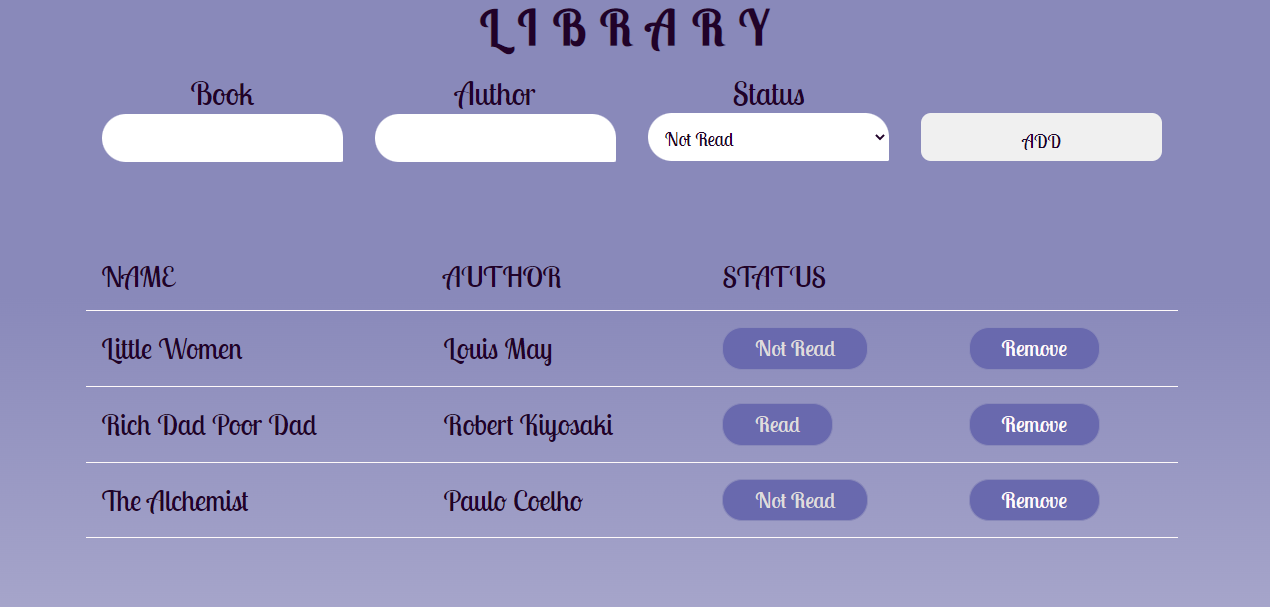 LIBRARY
Book Author Status
Not Read ADD
NAME AUTHOR STATUS
Little Women Louis May Not Read Remove
Rich Dad Poor Dad Robert Kiyosaki Read Remove
The Alchemist Paulo Coelho Not Read Remove